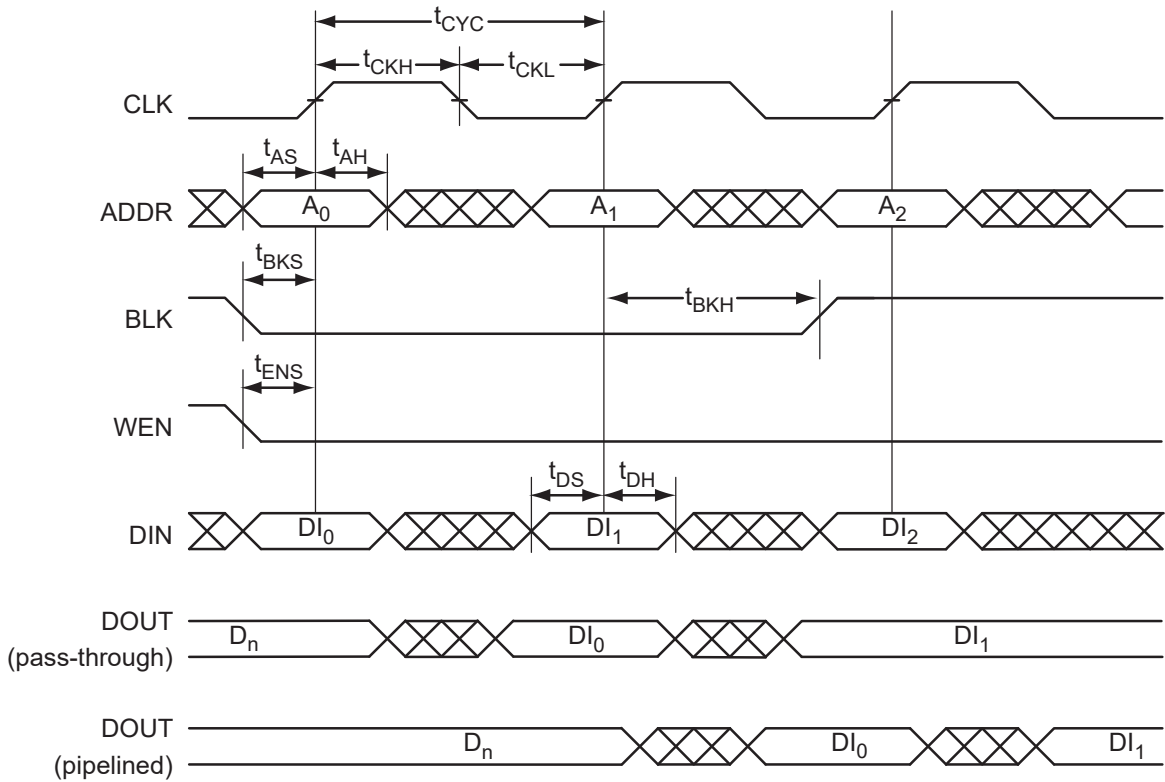 tCYC
tCKH tCKL
CLK
tAS tAH
ADDR A0 A1 A2
tBKS
tBKH
BLK
tENS
WEN
tDS tDH
DIN DI0 DI1 DI2
DOUT
(pass-through)
Dn DI0 DI1
DOUT
(pipelined)
Dn DI0 DI1